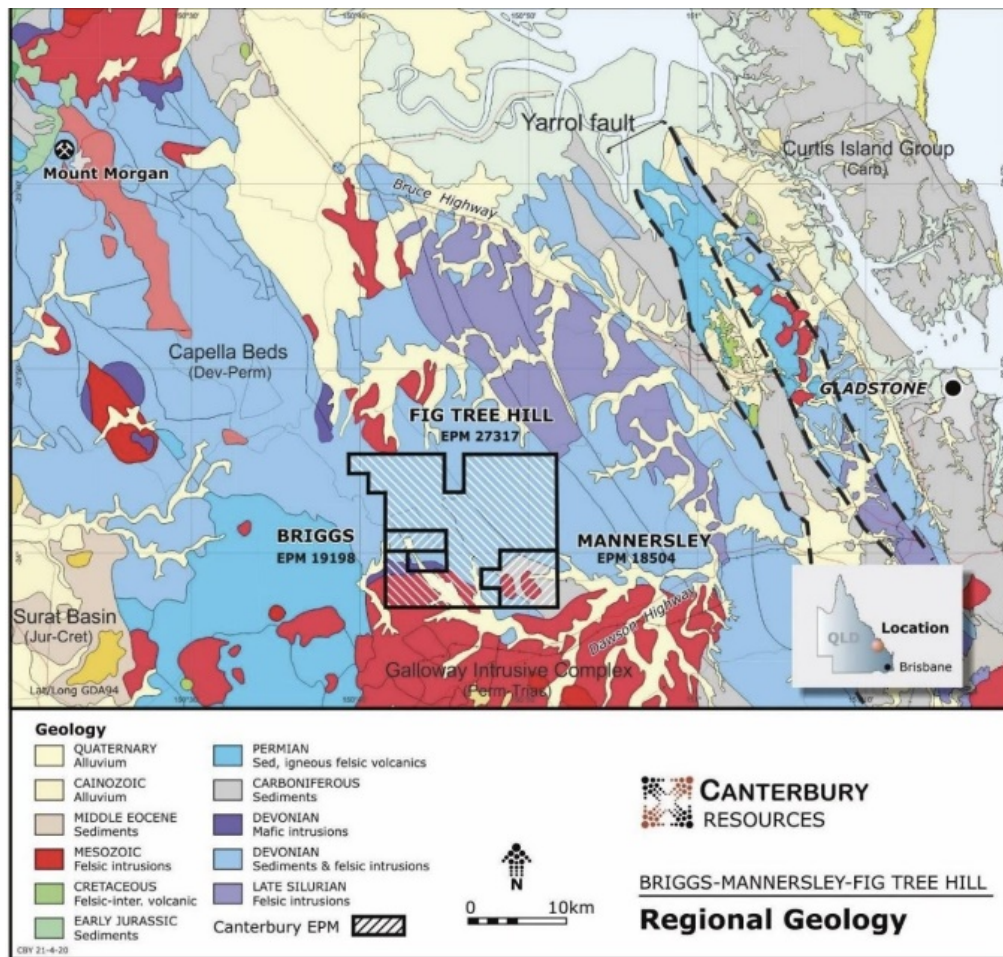 150°30'
150°50'
151°
Yarrol fault
Curtis Island Group
(Carb)
Mount Morgan
Bruce Highway
Capella Beds
(Dev-Perm)
GLADSTONE
FIG TREE HILL
EPM 27317
BRIGGS
EPM 19198
MANNERSLEY
EPM 18504
Surat Basin
(Jur-Cret)
Dawson Highway
Galloway Intrusive Complex
(Perm-Trias)
Lat/Long GDA94
Location
QLD
Brisbane
Geology
QUATERNARY
Alluvium
CAINOZOIC
Alluvium
MIDDLE EOCENE
Sediments
MESOZOIC
Felsic intrusions
CRETACEOUS
Felsic-inter. volcanic
EARLY JURASSIC
Sediments
PERMIAN
Sed, igneous felsic volcanics
CARBONIFEROUS
Sediments
DEVONIAN
Mafic intrusions
DEVONIAN
Sediments & felsic intrusions
LATE SILURIAN
Felsic intrusions
Canterbury EPM
N
0 10km
CANTERBURY
RESOURCES
BRIGGS-MANNERSLEY-FIG TREE HILL
Regional Geology
CBY 21-4-20